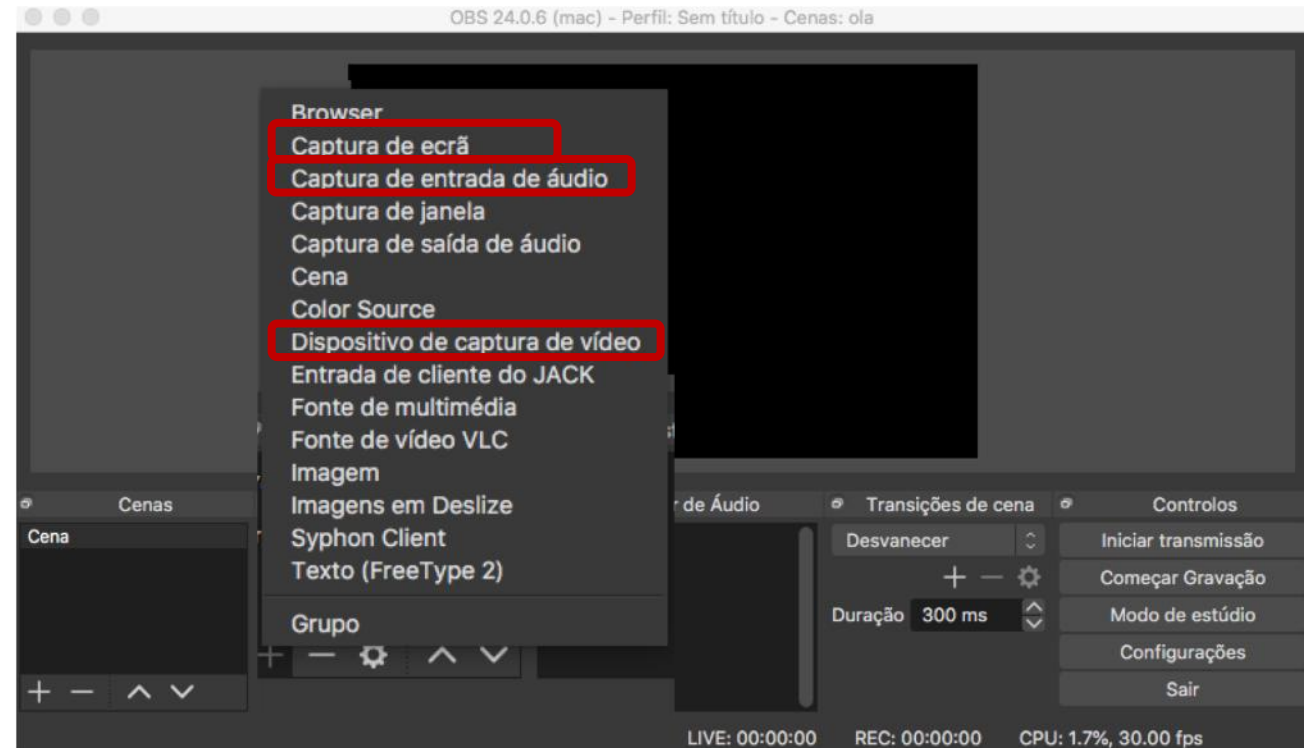 OBS 24.0.6 (mac) - Perfil: Sem título - Cenas: ola
Browser
Captura de ecrã
Captura de entrada de áudio
Captura de janela
Captura de saída de áudio
Cena
Color Source
Dispositivo de captura de vídeo
Entrada de cliente do JACK
Fonte de multimédia
Fonte de vídeo VLC
Imagem
Imagens em Deslize
Syphon Client
Texto (FreeType 2)
Grupo
Cenas
Cena
de Áudio
Transições de cena
Desvanecer
Duração 300 ms
Controlos
Iniciar transmissão
Começar Gravação
Modo de estúdio
Configurações
Sair
LIVE: 00:00:00 REC: 00:00:00 CPU: 1.7%, 30.00 fps